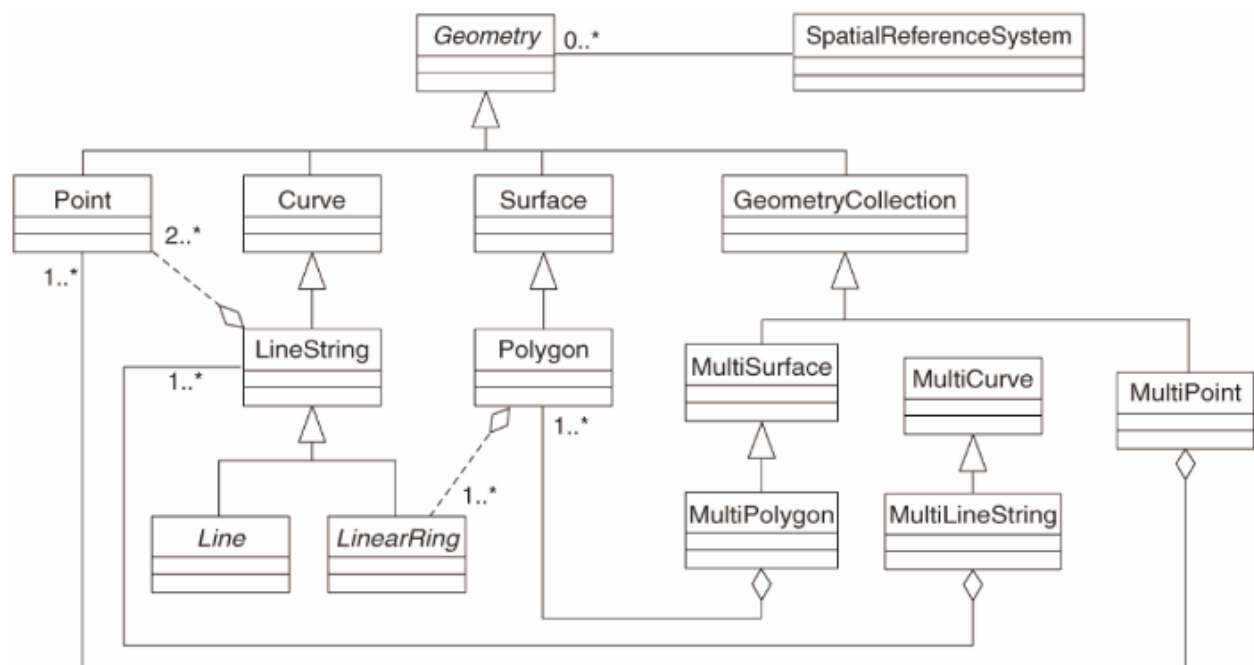 Geometry
0..*
SpatialReferenceSystem
Point
Curve
Surface
GeometryCollection
2..*
1..*
LineString
Polygon
MultiSurface
MultiCurve
MultiPoint
1..*
1..*
1..*
Line
LinearRing
MultiPolygon
MultiLineString